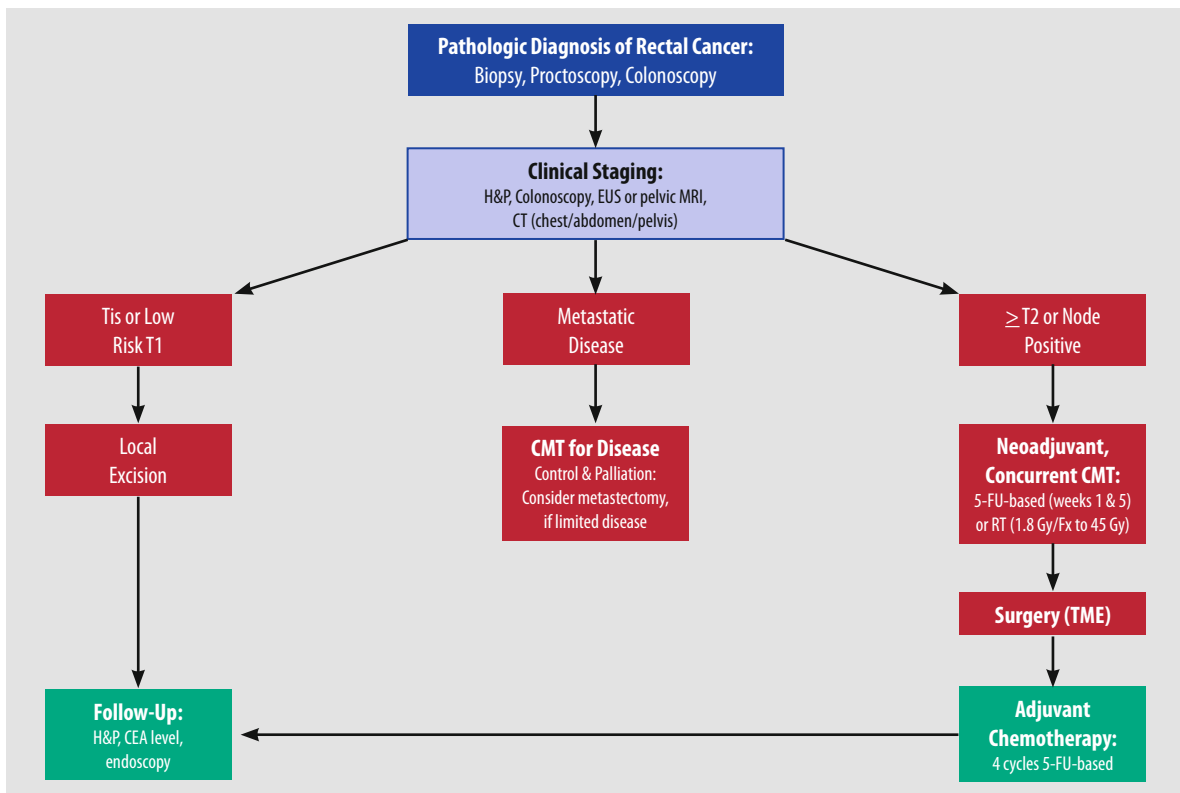 Pathologic Diagnosis of Rectal Cancer:
Biopsy, Proctoscopy, Colonoscopy
Clinical Staging:
H&P, Colonoscopy, EUS or pelvic MRI,
CT (chest/abdomen/pelvis)
Tis or Low
Risk T1
Metastatic
Disease
≥T2 or Node
Positive
Local
Excision
CMT for Disease
Control & Palliation:
Consider metastectomy,
if limited disease
Neoadjuvant,
Concurrent CMT:
5-FU-based (weeks 1 & 5)
or RT (1.8 Gy/Fx to 45 Gy)
Surgery (TME)
Follow-Up:
H&P, CEA level,
endoscopy
Adjuvant
Chemotherapy:
4 cycles 5-FU-based